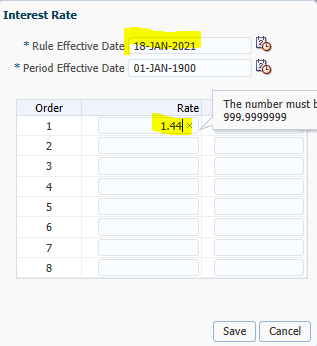 Interest Rate
* Rule Effective Date 18-JAN-2021
* Period Effective Date 01-JAN-1900
Order Rate
The number must
999.9999999
1 1.44 ×
2
3
4
5
6
7
8
Save Cancel